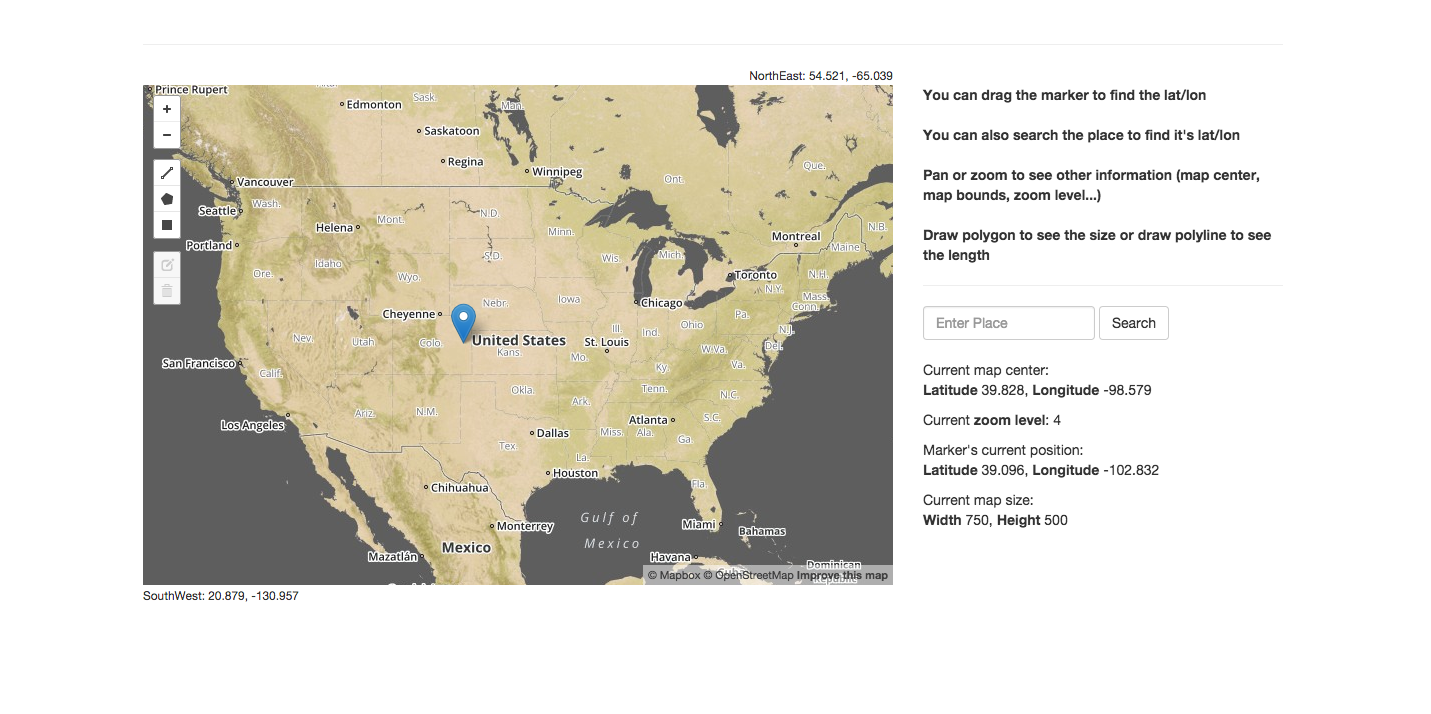 NorthEast: 54.521, -65.039
Prince Rupert
+
Edmonton
Sask.
Man.
−
Saskatoon
Regina
Winnipeg
Que.
Ont.
Vancouver
Wash.
Seattle
N.D.
Mont.
Helena
Minn.
N.B.
Montreal
Portland
Maine
S.D.
Wis.
Mich.
Idaho
Ore.
Wyo.
Toronto
N.H.
N.Y.
Mass.
Conn.
Nebr.
Iowa
Chicago
Cheyenne
Pa.
Ill.
Ind.
Ohio
N.J.
Nev.
Utah
Colo.
United States
St. Louis
Del.
Kans.
Mo.
W.Va.
San Francisco
Va.
Calif.
Ky.
Okla.
Tenn.
N.C.
Ark.
Ariz.
N.M.
Atlanta
S.C.
Los Angeles
Dallas
Miss.
Ala.
Ga.
Tex.
La.
Houston
Fla.
Chihuahua
Gulf of
Mexico
Monterrey
Miami
Bahamas
Mexico
Mazatlán
Havana
Cuba
Dominican
Republic
© Mapbox © OpenStreetMap Improve this map
SouthWest: 20.879, -130.957
You can drag the marker to find the lat/lon
You can also search the place to find it's lat/lon
Pan or zoom to see other information (map center,
map bounds, zoom level...)
Draw polygon to see the size or draw polyline to see
the length
Enter Place
Search
Current map center:
Latitude 39.828, Longitude -98.579
Current zoom level: 4
Marker's current position:
Latitude 39.096, Longitude -102.832
Current map size:
Width 750, Height 500